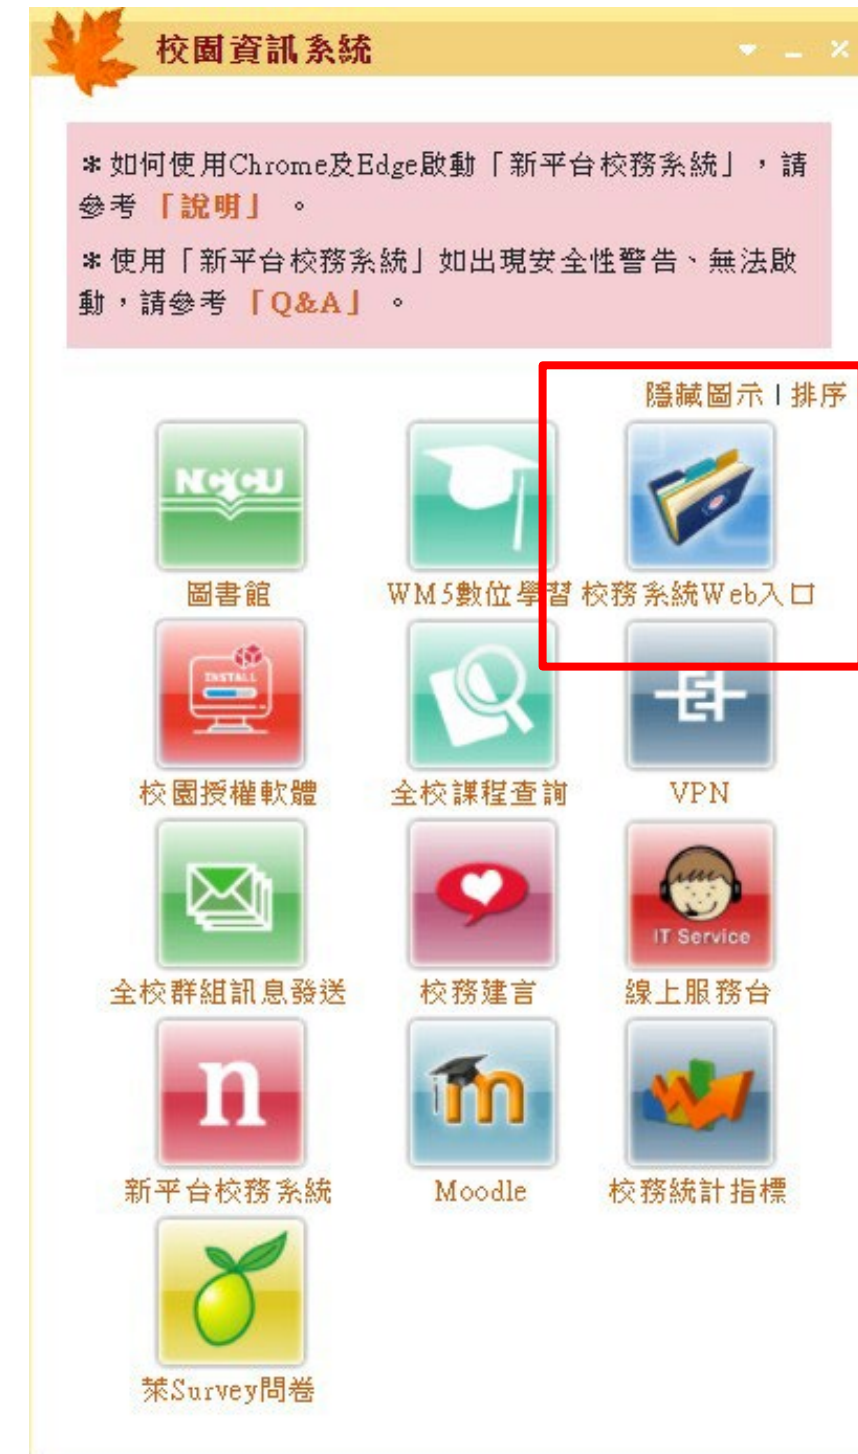 校園資訊系統
＊如何使用Chrome及Edge啟動「新平台校務系統」，請
參考「說明」。
＊使用「新平台校務系統」如出現安全性警告、無法啟
動，請參考「Q&A」。
隱藏圖示 | 排序
NCCU
圖書館
WM5數位學習
校務系統Web入口
INSTALL
校園授權軟體
全校課程查詢
VPN
IT Service
全校群組訊息發送
校務建言
線上服務台
n
m
新平台校務系統
Moodle
校務統計指標
萊Survey問卷